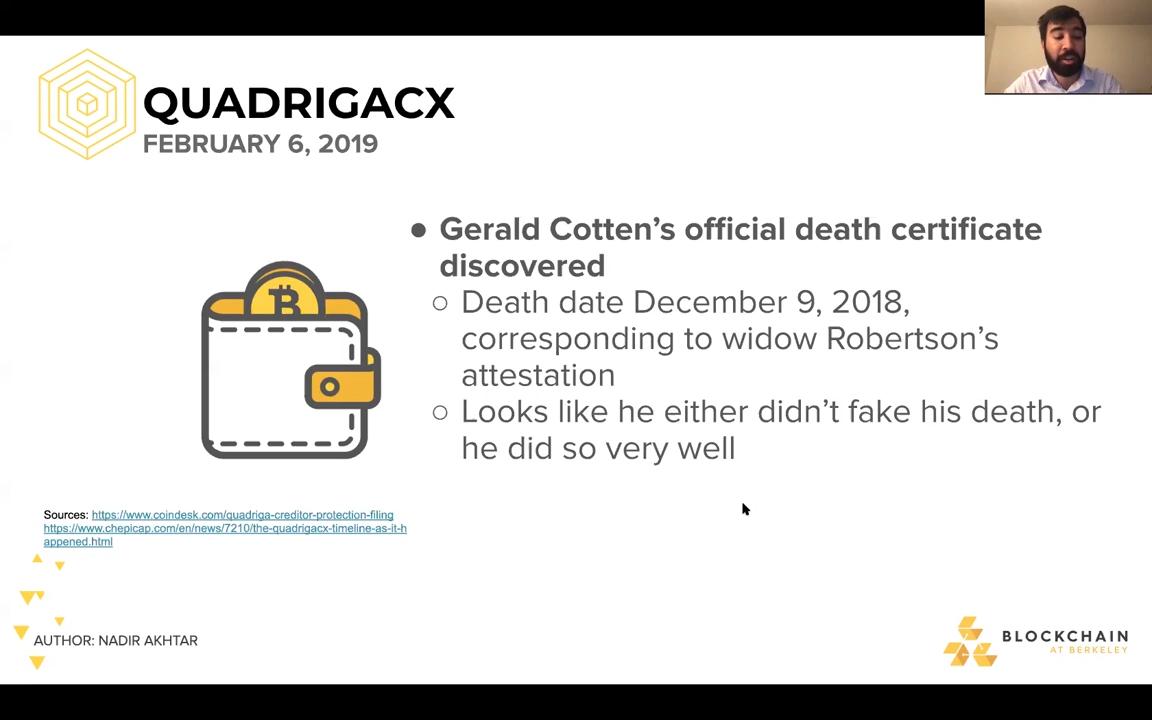 QUADRIGACX
FEBRUARY 6, 2019
● Gerald Cotten’s official death certificate
discovered
○ Death date December 9, 2018,
corresponding to widow Robertson’s
attestation
○ Looks like he either didn’t fake his death, or
he did so very well
Sources: https://www.coindesk.com/quadriga-creditor-protection-filing
https://www.chepicap.com/en/news/7210/the-quadrigacx-timeline-as-it-h
appened.html
AUTHOR: NADIR AKHTAR
BLOCKCHAIN
AT BERKELEY